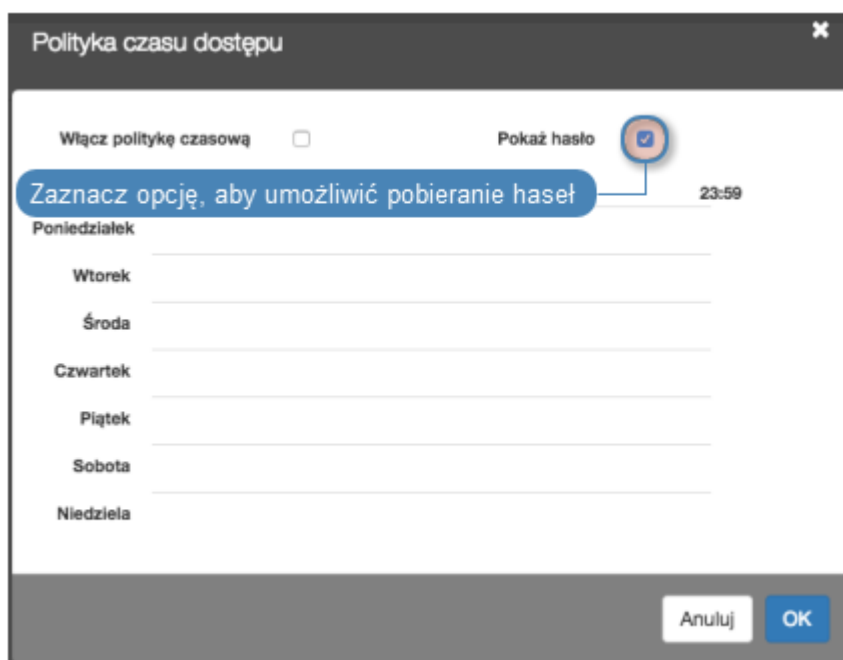 Polityka czasu dostępu
Włącz politykę czasową Pokaż hasło
Zaznacz opcję, aby umożliwić pobieranie haseł 23:59
Poniedziałek
Wtorek
Środa
Czwartek
Piątek
Sobota
Niedziela
Anuluj OK